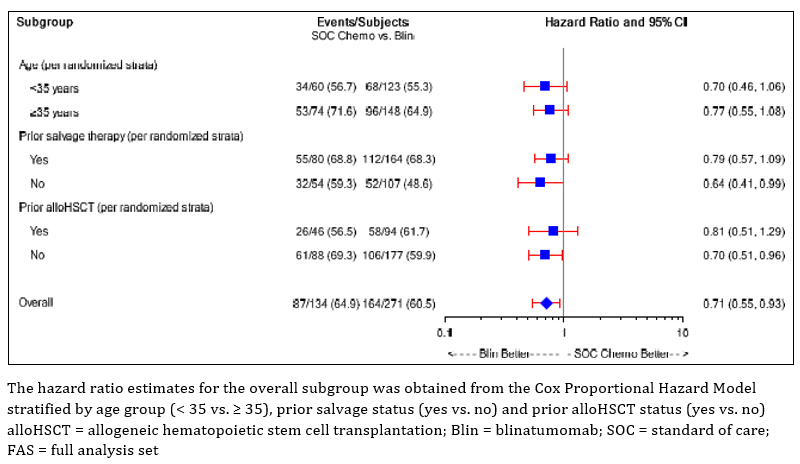 Subgroup Events/Subjects Hazard Ratio and 95% CI
SOC Chemo vs. Blin
Age (per randomized strata)
<35 years 34/60 (56.7) 68/123 (55.3) 0.70 (0.46, 1.06)
≥35 years 53/74 (71.6) 96/148 (64.9) 0.77 (0.55, 1.08)
Prior salvage therapy (per randomized strata)
Yes 55/80 (68.8) 112/164 (68.3) 0.79 (0.57, 1.09)
No 32/54 (59.3) 52/107 (48.6) 0.64 (0.41, 0.99)
Prior alloHSCT (per randomized strata)
Yes 26/46 (56.5) 58/94 (61.7) 0.81 (0.51, 1.29)
No 61/88 (69.3) 106/177 (59.9) 0.70 (0.51, 0.96)
Overall 87/134 (64.9) 164/271 (60.5) 0.71 (0.55, 0.93)
0.1 1 10
<---- Blin Better---- - SOC Chemo Better-->
The hazard ratio estimates for the overall subgroup was obtained from the Cox Proportional Hazard Model
stratified by age group (< 35 vs. ≥ 35), prior salvage status (yes vs. no) and prior alloHSCT status (yes vs. no)
alloHSCT = allogeneic hematopoietic stem cell transplantation; Blin = blinatumomab; SOC = standard of care;
FAS = full analysis set